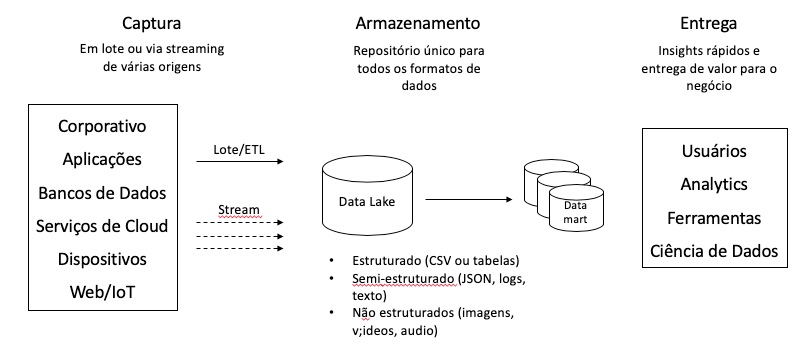 Captura
Em lote ou via streaming
de várias origens
Corporativo
Aplicações
Bancos de Dados
Serviços de Cloud
Dispositivos
Web/IoT
Lote/ETL
Stream
Armazenamento
Repositório único para
todos os formatos de
dados
Data Lake
Data
mart
• Estruturado (CSV ou tabelas)
• Semi-estruturado (JSON, logs,
texto)
• Não estruturados (imagens,
v;ideos, audio)
Entrega
Insights rápidos e
entrega de valor para o
negócio
Usuários
Analytics
Ferramentas
Ciência de Dados